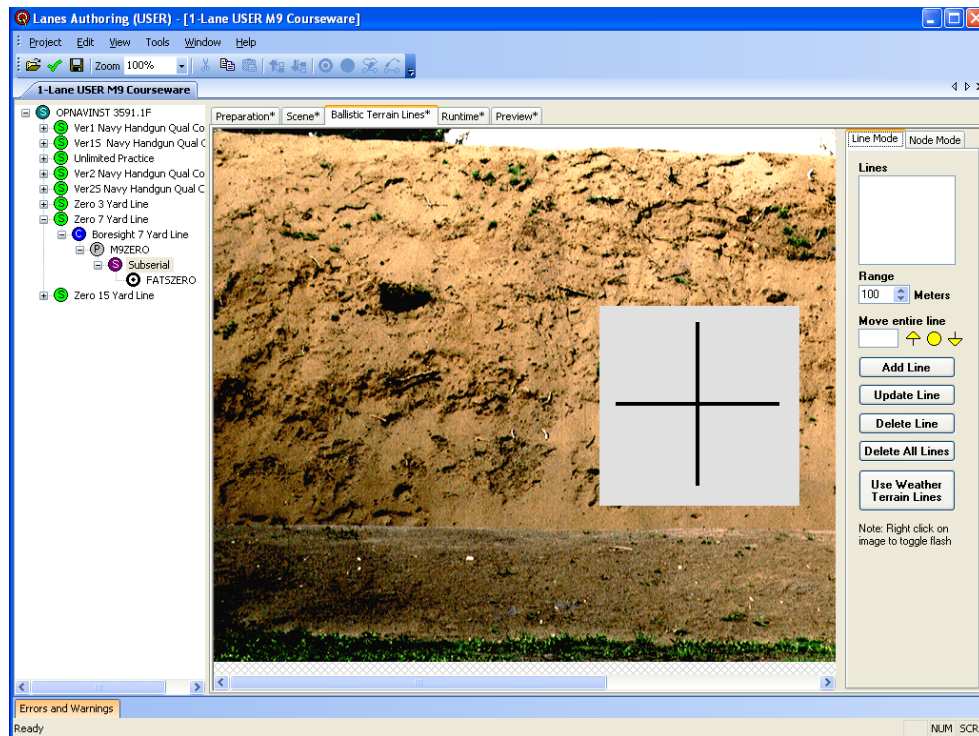 Lanes Authoring (USER) - [1-Lane USER M9 Courseware]
Project Edit View Tools Window Help
Zoom 100%
1-Lane USER M9 Courseware
OPNAVINST 3591.1F
Ver1 Navy Handgun Qual Co
Ver1S Navy Handgun Qual C
Unlimited Practice
Ver2 Navy Handgun Qual Co
Ver2S Navy Handgun Qual C
Zero 3 Yard Line
Zero 7 Yard Line
C Boresight 7 Yard Line
P M9ZERO
S Subserial
FATSZERO
Zero 15 Yard Line
Preparation* Scene* Ballistic Terrain Lines* Runtime* Preview*
Line Mode Node Mode
Lines
Range
100 Meters
Move entire line
Add Line
Update Line
Delete Line
Delete All Lines
Use Weather
Terrain Lines
Note: Right click on
image to toggle flash
Errors and Warnings
Ready NUM SCR